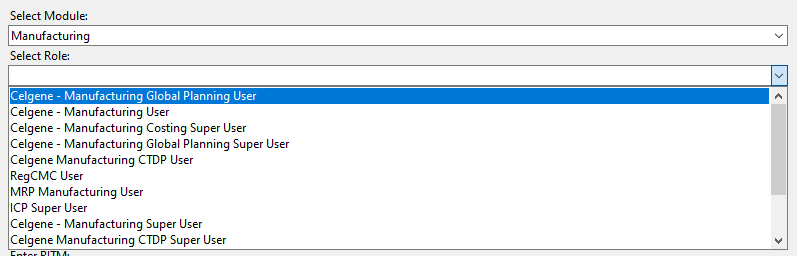 Select Module:
Manufacturing
Select Role:
Celgene - Manufacturing Global Planning User
Celgene - Manufacturing User
Celgene - Manufacturing Costing Super User
Celgene - Manufacturing Global Planning Super User
Celgene Manufacturing CTDP User
RegCMC User
MRP Manufacturing User
ICP Super User
Celgene - Manufacturing Super User
Celgene Manufacturing CTDP Super User
Enter RITM: